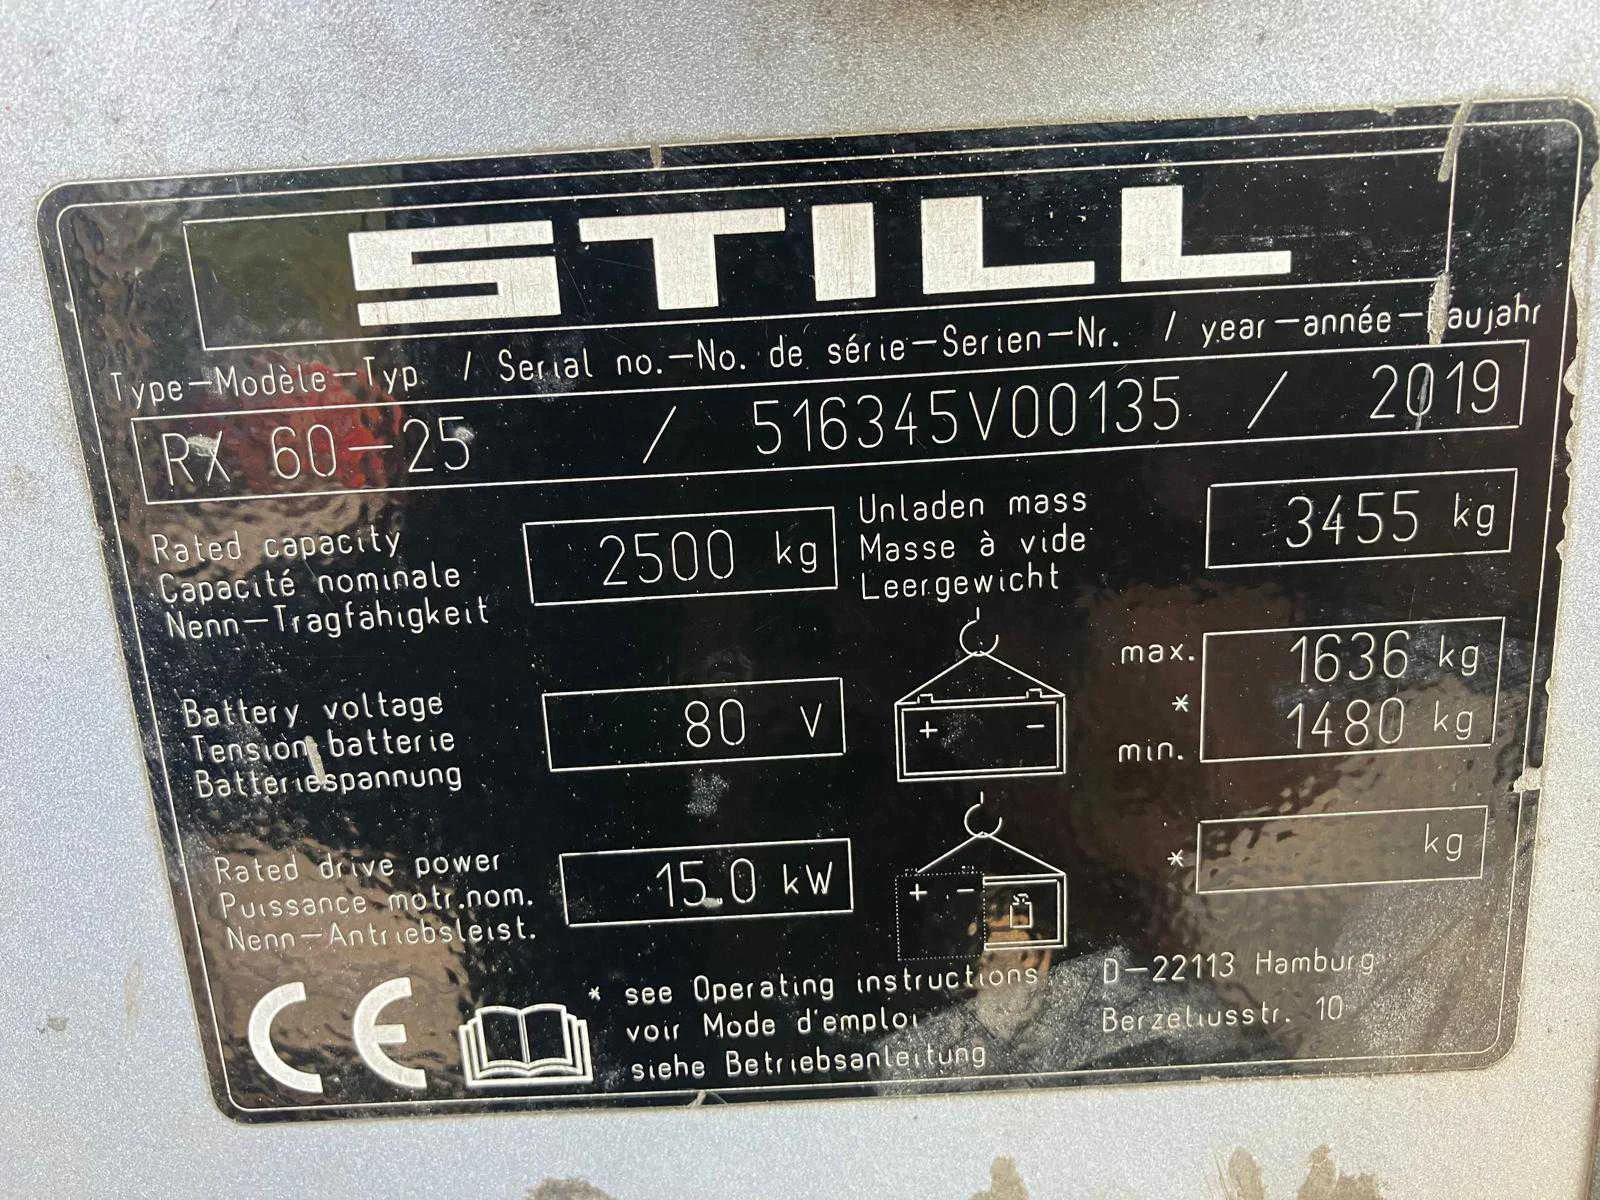 STILL
Type-Modèle-Typ / Serial no.-No. de série-Serien-Nr. / year-année-Baujahr
RX 60-25 / 516345V00135 / 2019
Rated capacity
Capacité nominale
Nenn-Tragfähigkeit
2500 kg
Unladen mass
Masse à vide
Leergewicht
3455 kg
Battery voltage
Tension batterie
Batteriespannung
80 V
+ -
max.
*
min.
1636 kg
1480 kg
Rated drive power
Puissance motr.nom.
Nenn-Antriebsleist.
15.0 kW
+ -
*
kg
CE
* see Operating instructions
voir Mode d'emploi
siehe Betriebsanleitung
D-22113 Hamburg
Berzeliusstr. 10